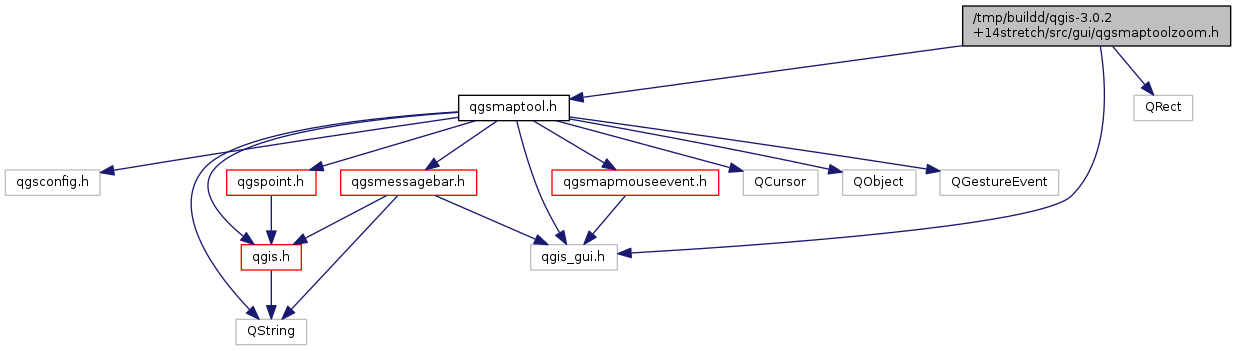 /tmp/buildd/qgis-3.0.2
+14stretch/src/gui/qgsmaptoolzoom.h
qgsmaptool.h
QRect
qgsconfig.h
qgspoint.h
qgsmessagebar.h
qgsmapmouseevent.h
QCursor
QObject
QGestureEvent
qgis.h
qgis_gui.h
QString